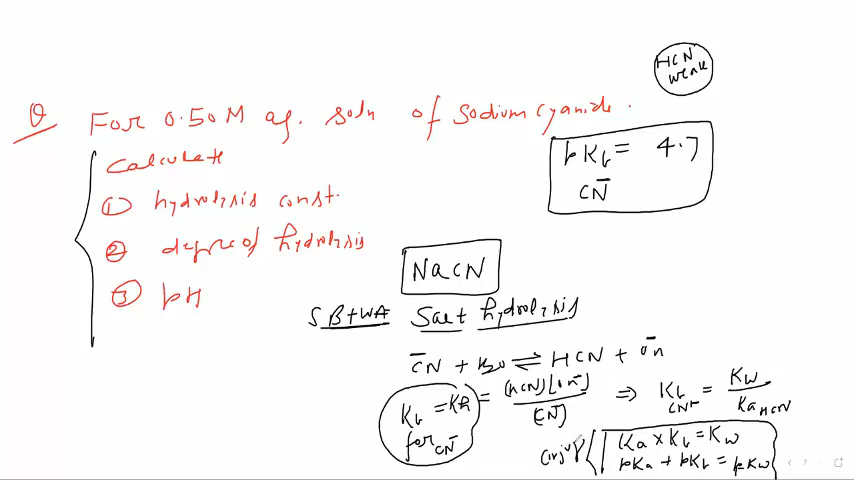 HCN
weak
Q For 0.50M aq. soln of Sodium cyanide.
Calculate
① hydrolysis const.
② degree of hydrolysis
③ pH
pKb = 4.7
CN⁻
NaCN
SB+WA Salt hydrolysis
C̄N + H₂O ⇌ HCN + ŌH
Kb = Kh = (HCN)(OH⁻)/(CN⁻) ⇒ Kb CN⁻ = Kw/Ka HCN
for CN⁻
Conju P Ka × Kb = Kw
pKa + pKb = pKw